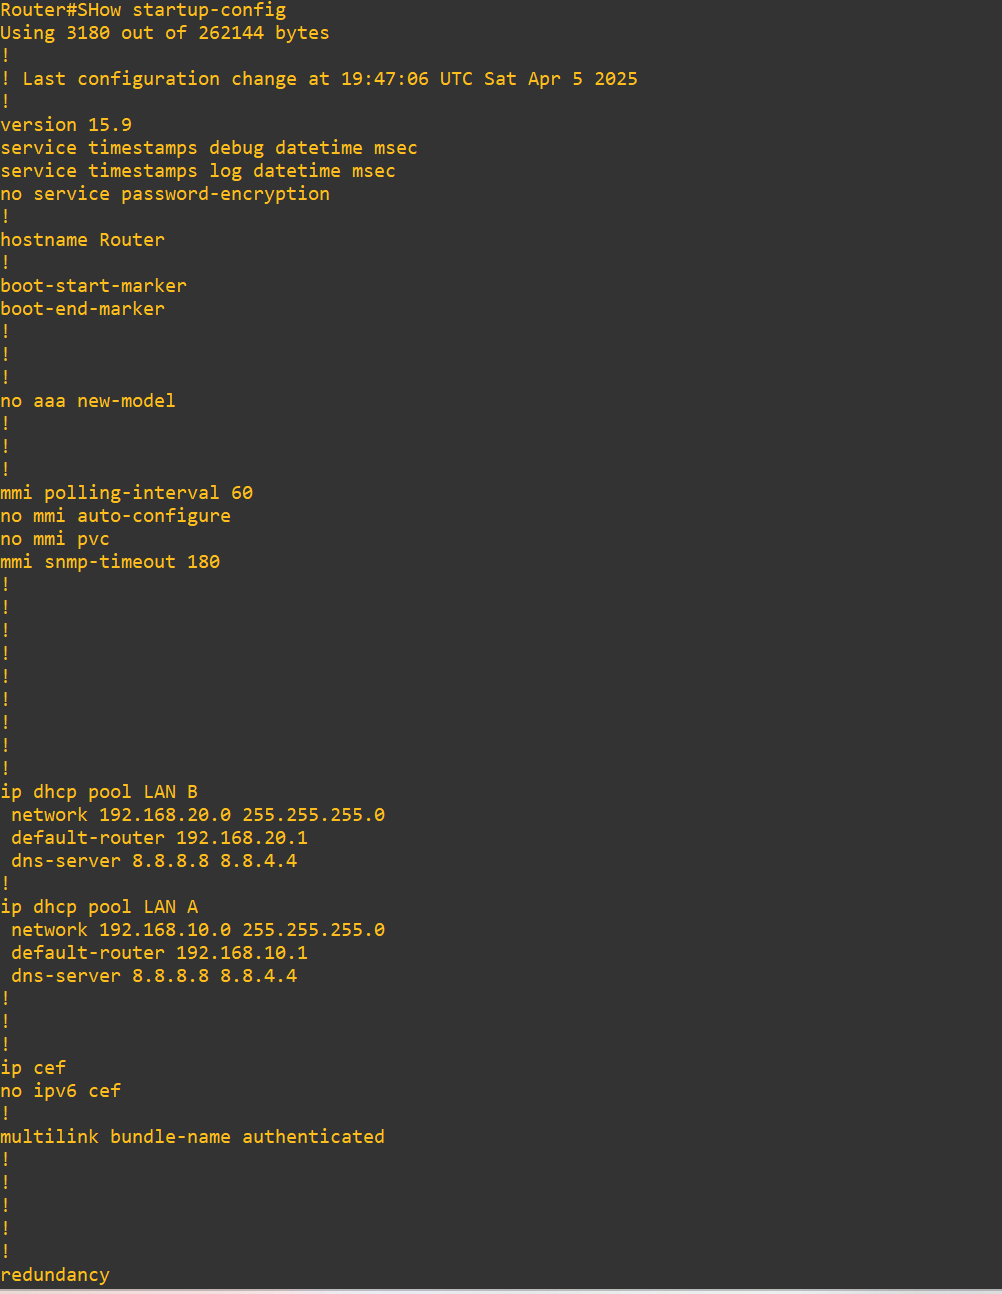 Router#SHow startup-config
Using 3180 out of 262144 bytes
!
! Last configuration change at 19:47:06 UTC Sat Apr 5 2025
!
version 15.9
service timestamps debug datetime msec
service timestamps log datetime msec
no service password-encryption
!
hostname Router
!
boot-start-marker
boot-end-marker
!
!
!
no aaa new-model
!
!
!
mmi polling-interval 60
no mmi auto-configure
no mmi pvc
mmi snmp-timeout 180
!
!
!
!
!
!
!
!
!
ip dhcp pool LAN B
 network 192.168.20.0 255.255.255.0
 default-router 192.168.20.1
 dns-server 8.8.8.8 8.8.4.4
!
ip dhcp pool LAN A
 network 192.168.10.0 255.255.255.0
 default-router 192.168.10.1
 dns-server 8.8.8.8 8.8.4.4
!
!
!
ip cef
no ipv6 cef
!
multilink bundle-name authenticated
!
!
!
!
!
redundancy